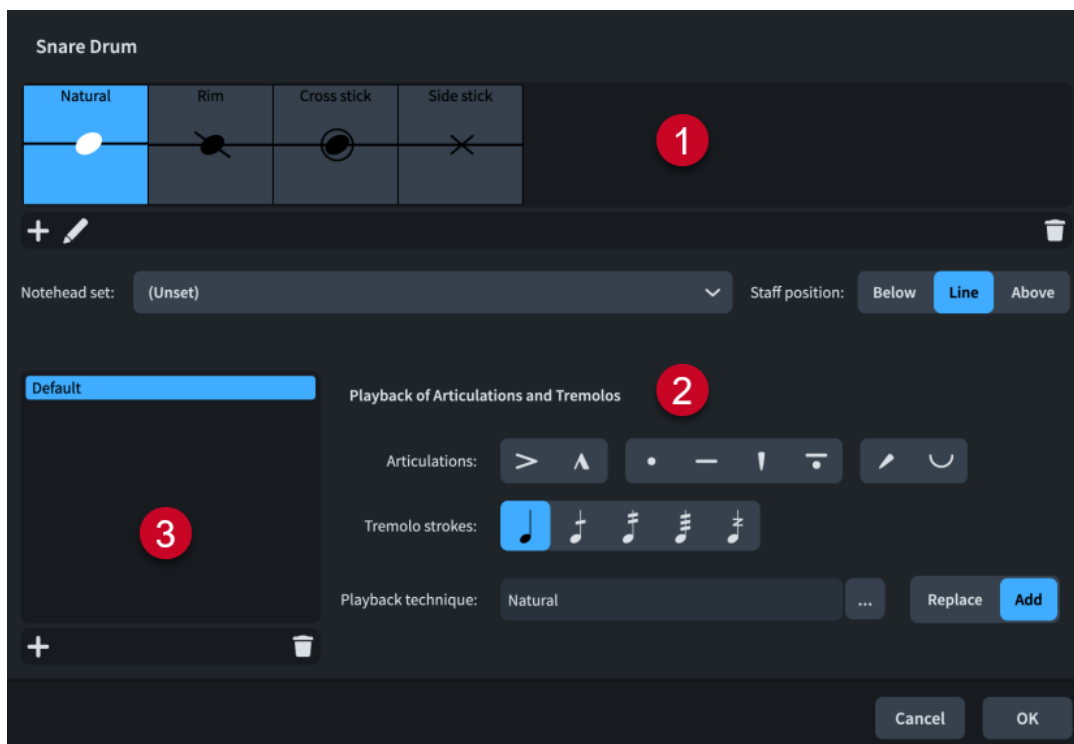 Snare Drum
Natural Rim Cross stick Side stick
1
Notehead set: (Unset) Staff position: Below Line Above
Default
Playback of Articulations and Tremolos 2
Articulations:
3
Tremolo strokes:
Playback technique: Natural ... Replace Add
Cancel OK